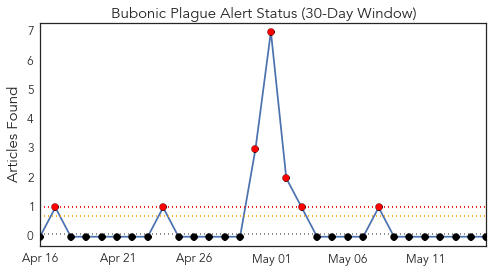 Bubonic Plague Alert Status (30-Day Window)
Articles Found
7
6
5
4
3
2
1
0
Apr 16
Apr 21
Apr 26
May 01
May 06
May 11